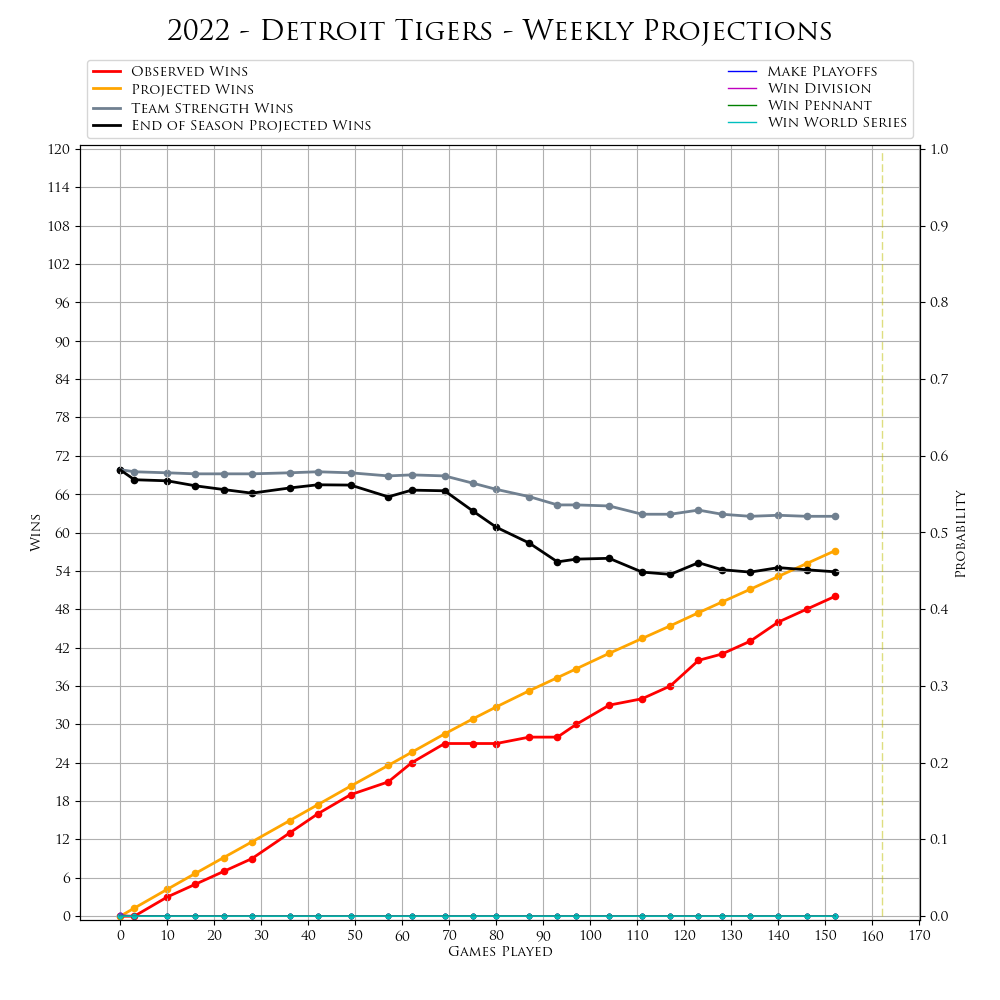 2022 - Detroit Tigers - Weekly Projections
Observed Wins
Projected Wins
Team Strength Wins
End of Season Projected Wins
Make Playoffs
Win Division
Win Pennant
Win World Series
120
114
108
102
96
90
84
78
72
66
60
54
48
42
36
30
24
18
12
6
0
Wins
1.0
0.9
0.8
0.7
0.6
0.5
0.4
0.3
0.2
0.1
0.0
Probability
0 10 20 30 40 50 60 70 80 90 100 110 120 130 140 150 160 170
Games Played